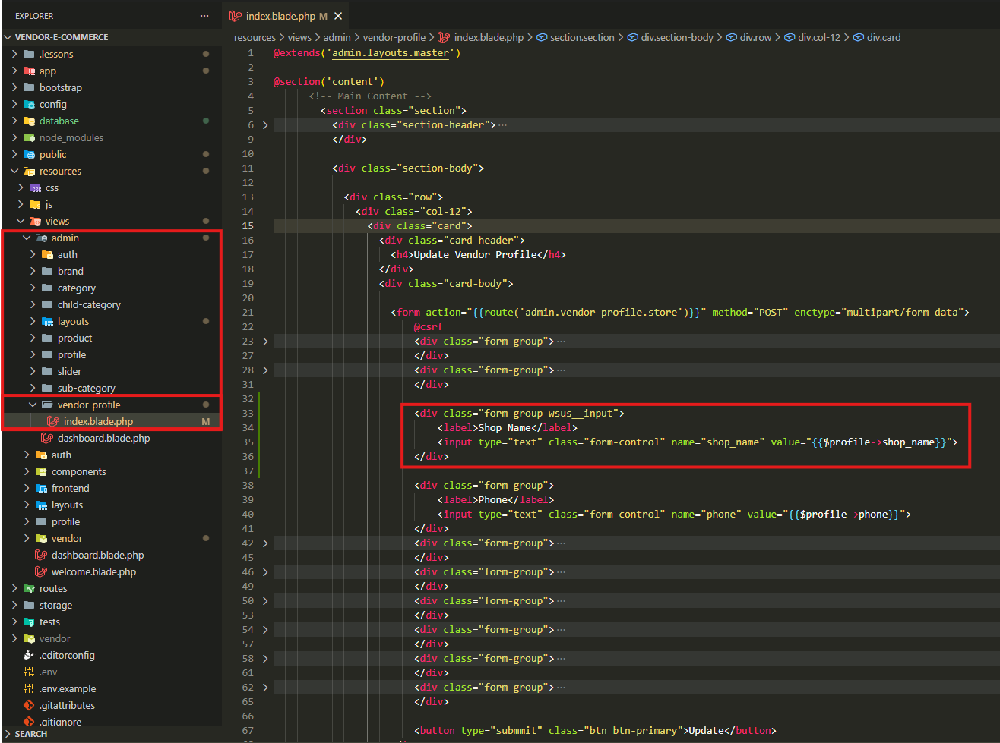 EXPLORER
VENDOR-E-COMMERCE
.lessons
app
bootstrap
config
database
node_modules
public
resources
css
js
views
admin
auth
brand
category
child-category
layouts
product
profile
slider
sub-category
vendor-profile
index.blade.php M
dashboard.blade.php
auth
components
frontend
layouts
profile
vendor
dashboard.blade.php
welcome.blade.php
routes
storage
tests
vendor
.editorconfig
.env
.env.example
.gitattributes
.gitignore
SEARCH
index.blade.php M
resources > views > admin > vendor-profile > index.blade.php > section.section > div.section-body > div.row > div.col-12 > div.card
1 @extends('admin.layouts.master')
2
3 @section('content')
4 <!-- Main Content -->
5 <section class="section">
6 <div class="section-header">…
9 </div>
10
11 <div class="section-body">
12
13 <div class="row">
14 <div class="col-12">
15 <div class="card">
16 <div class="card-header">
17 <h4>Update Vendor Profile</h4>
18 </div>
19 <div class="card-body">
20
21 <form action="{{route('admin.vendor-profile.store')}}" method="POST" enctype="multipart/form-data">
22 @csrf
23 <div class="form-group">…
27 </div>
28 <div class="form-group">…
31 </div>
32
33 <div class="form-group wsus__input">
34 <label>Shop Name</label>
35 <input type="text" class="form-control" name="shop_name" value="{{$profile->shop_name}}">
36 </div>
37
38 <div class="form-group">
39 <label>Phone</label>
40 <input type="text" class="form-control" name="phone" value="{{$profile->phone}}">
41 </div>
42 <div class="form-group">…
45 </div>
46 <div class="form-group">…
49 </div>
50 <div class="form-group">…
53 </div>
54 <div class="form-group">…
57 </div>
58 <div class="form-group">…
61 </div>
62 <div class="form-group">…
65 </div>
66
67 <button type="submmit" class="btn btn-primary">Update</button>